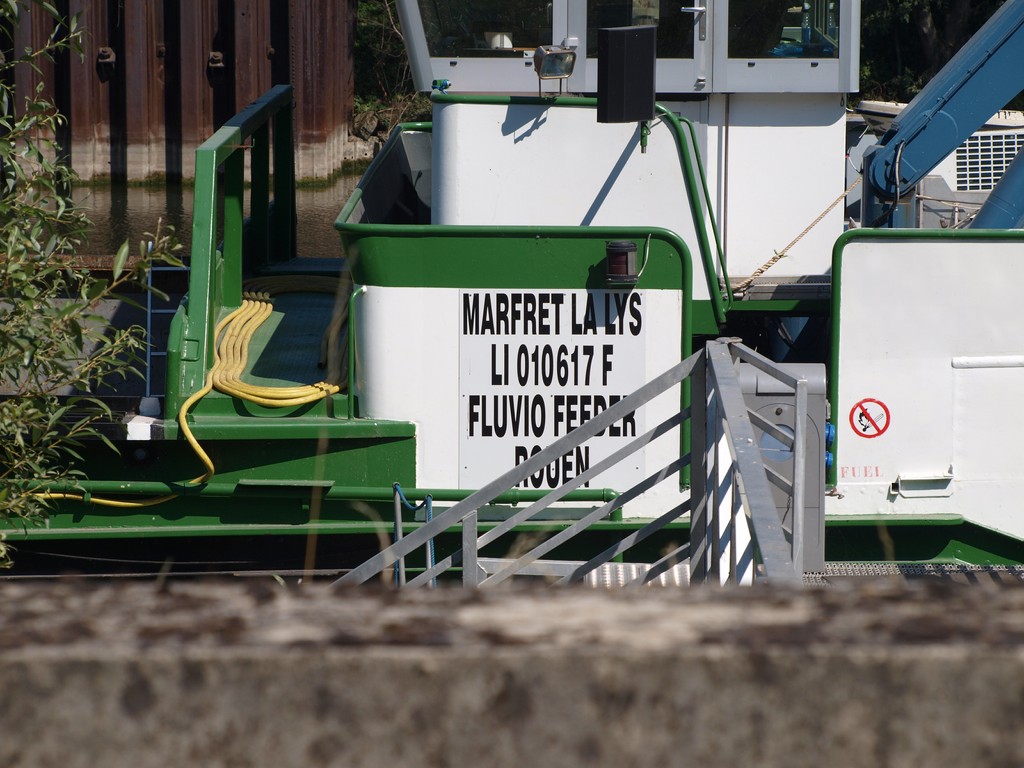 MARFRET LA LYS
LI 010617 F
FLUVIO FEEDER
ROUEN
FUEL